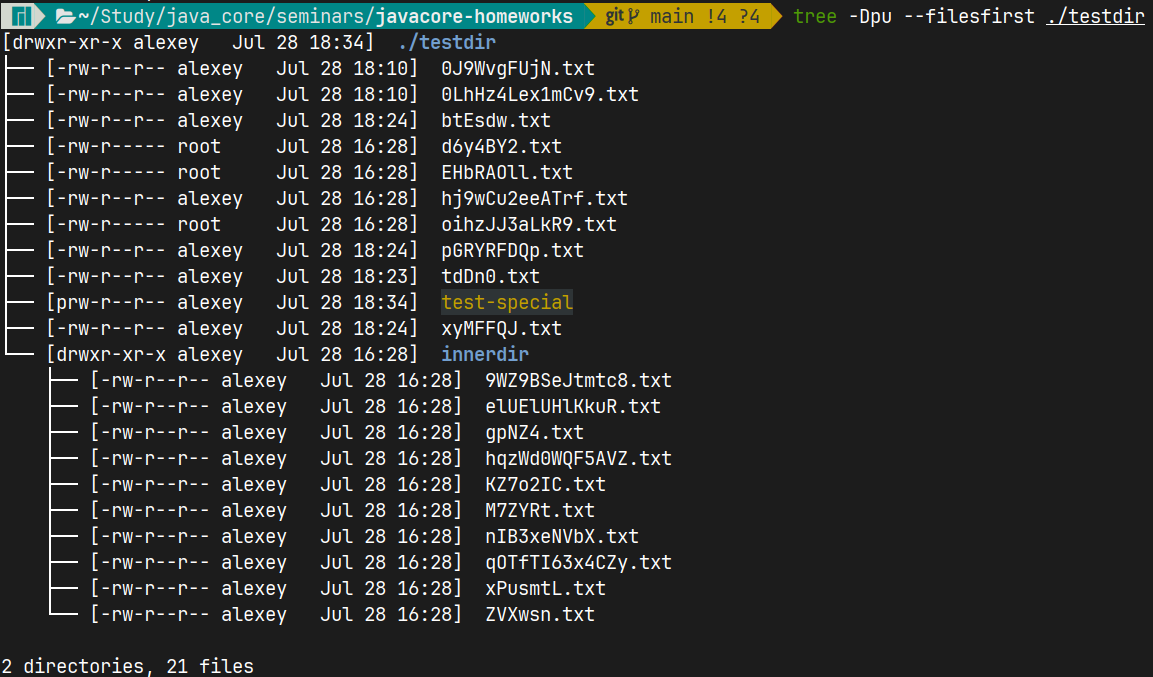 ~/Study/java_core/seminars/javacore-homeworks git main !4 ?4 tree -Dpu --filesfirst ./testdir
[drwxr-xr-x alexey   Jul 28 18:34]  ./testdir
├── [-rw-r--r-- alexey   Jul 28 18:10]  0J9WvgFUjN.txt
├── [-rw-r--r-- alexey   Jul 28 18:10]  0LhHz4Lex1mCv9.txt
├── [-rw-r--r-- alexey   Jul 28 18:24]  btEsdw.txt
├── [-rw-r----- root     Jul 28 16:28]  d6y4BY2.txt
├── [-rw-r----- root     Jul 28 16:28]  EHbRAOll.txt
├── [-rw-r--r-- alexey   Jul 28 16:28]  hj9wCu2eeATrf.txt
├── [-rw-r----- root     Jul 28 16:28]  oihzJJ3aLkR9.txt
├── [-rw-r--r-- alexey   Jul 28 18:24]  pGRYRFDQp.txt
├── [-rw-r--r-- alexey   Jul 28 18:23]  tdDn0.txt
├── [prw-r--r-- alexey   Jul 28 18:34]  test-special
├── [-rw-r--r-- alexey   Jul 28 18:24]  xyMFFQJ.txt
└── [drwxr-xr-x alexey   Jul 28 16:28]  innerdir
    ├── [-rw-r--r-- alexey   Jul 28 16:28]  9WZ9BSeJtmtc8.txt
    ├── [-rw-r--r-- alexey   Jul 28 16:28]  elUElUHlKkuR.txt
    ├── [-rw-r--r-- alexey   Jul 28 16:28]  gpNZ4.txt
    ├── [-rw-r--r-- alexey   Jul 28 16:28]  hqzWd0WQF5AVZ.txt
    ├── [-rw-r--r-- alexey   Jul 28 16:28]  KZ7o2IC.txt
    ├── [-rw-r--r-- alexey   Jul 28 16:28]  M7ZYRt.txt
    ├── [-rw-r--r-- alexey   Jul 28 16:28]  nIB3xeNVbX.txt
    ├── [-rw-r--r-- alexey   Jul 28 16:28]  qOTfTI63x4CZy.txt
    ├── [-rw-r--r-- alexey   Jul 28 16:28]  xPusmtL.txt
    └── [-rw-r--r-- alexey   Jul 28 16:28]  ZVXwsn.txt
2 directories, 21 files